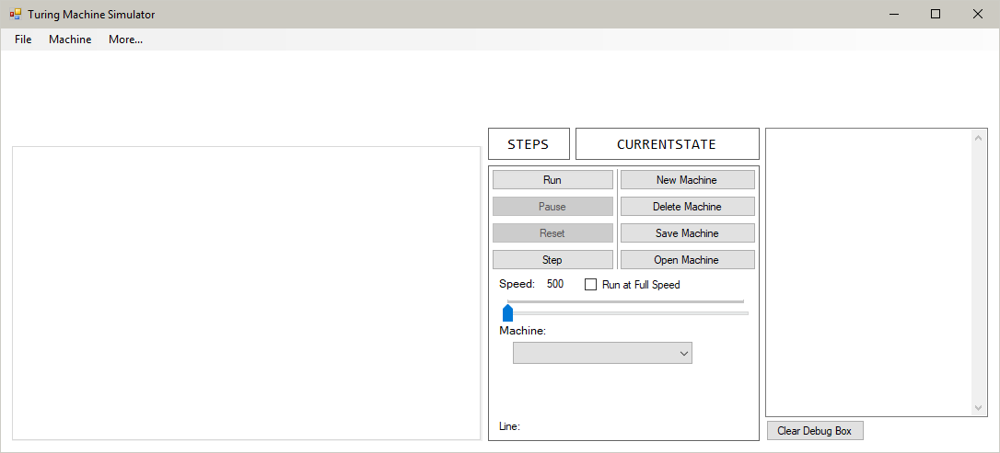 Turing Machine Simulator
File Machine More...
STEPS CURRENTSTATE
Run New Machine
Pause Delete Machine
Reset Save Machine
Step Open Machine
Speed: 500 Run at Full Speed
Machine:
Line:
Clear Debug Box